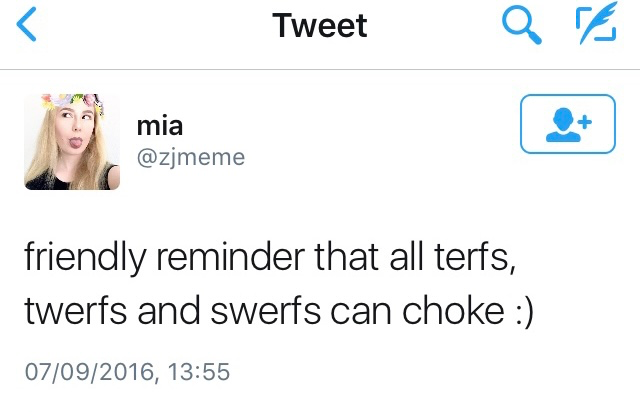 Tweet
mia
@zjmeme
friendly reminder that all terfs,
twerfs and swerfs can choke :)
07/09/2016, 13:55